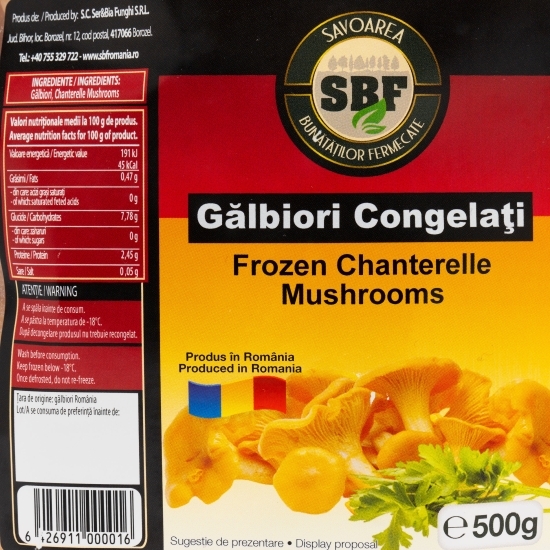 Produs de: /Produced by: S.C. Ser&Bia Funghi S.R.L.
Jud. Bihor, loc. Borozel, nr. 12, cod postal, 417066 Borozel.
Tel.: +40 755 329 722 - www.sbfromania.ro
INGREDIENTE / INGREDIENTS:
Gălbiori, Chanterelle Mushrooms
Valori nutriționale medii la 100 g de produs.
Average nutrition facts for 100 g of product.
Valoare energetică / Energetic value 191 kJ
45 kCal
Grăsimi / Fats 0,47 g
- din care: acizi grași saturați
- of which: saturated feted acids 0 g
Glucide / Carbohydrates 7,78 g
- din care: zaharuri
- of which: sugars 0 g
Proteine / Protein 2,45 g
Sare / Salt 0,05 g
ATENȚIE / WARNING
A se spăla înainte de consum.
A se păstra la temperatura de -18°C.
După decongelare produsul nu trebuie recongelat.
Wash before consumption.
Keep frozen below -18°C.
Once defrosted, do not re-freeze.
Țara de origine: gălbiori România
Lot/A se consuma de preferință înainte de:
6 426911 000016
SAVOAREA
SBF
BUNĂTĂȚILOR FERMECATE
Gălbiori Congelaţi
Frozen Chanterelle
Mushrooms
Produs în România
Produced in Romania
Sugestie de prezentare • Display proposal
℮500g